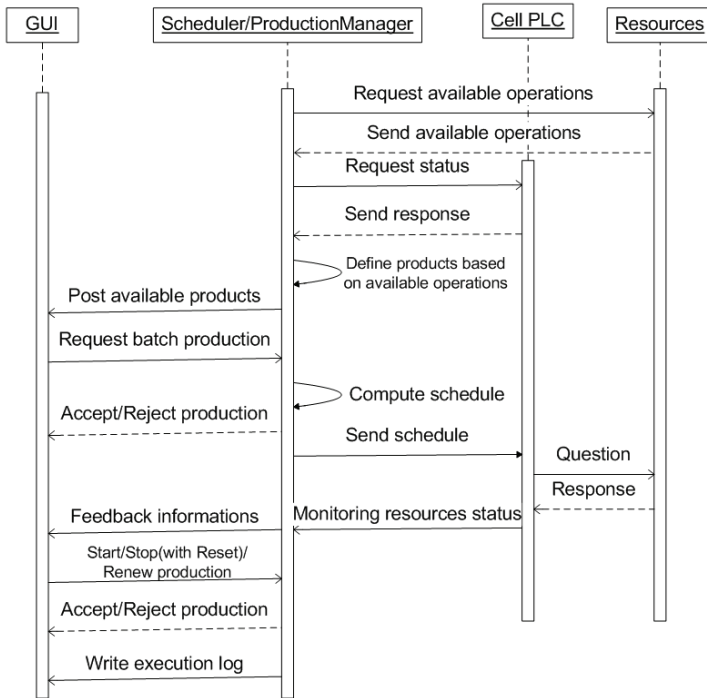 GUI
Scheduler/ProductionManager
Cell PLC
Resources
Request available operations
Send available operations
Request status
Send response
Define products based
on available operations
Post available products
Request batch production
Compute schedule
Accept/Reject production
Send schedule
Question
Response
Feedback informations
Monitoring resources status
Start/Stop(with Reset)/
Renew production
Accept/Reject production
Write execution log